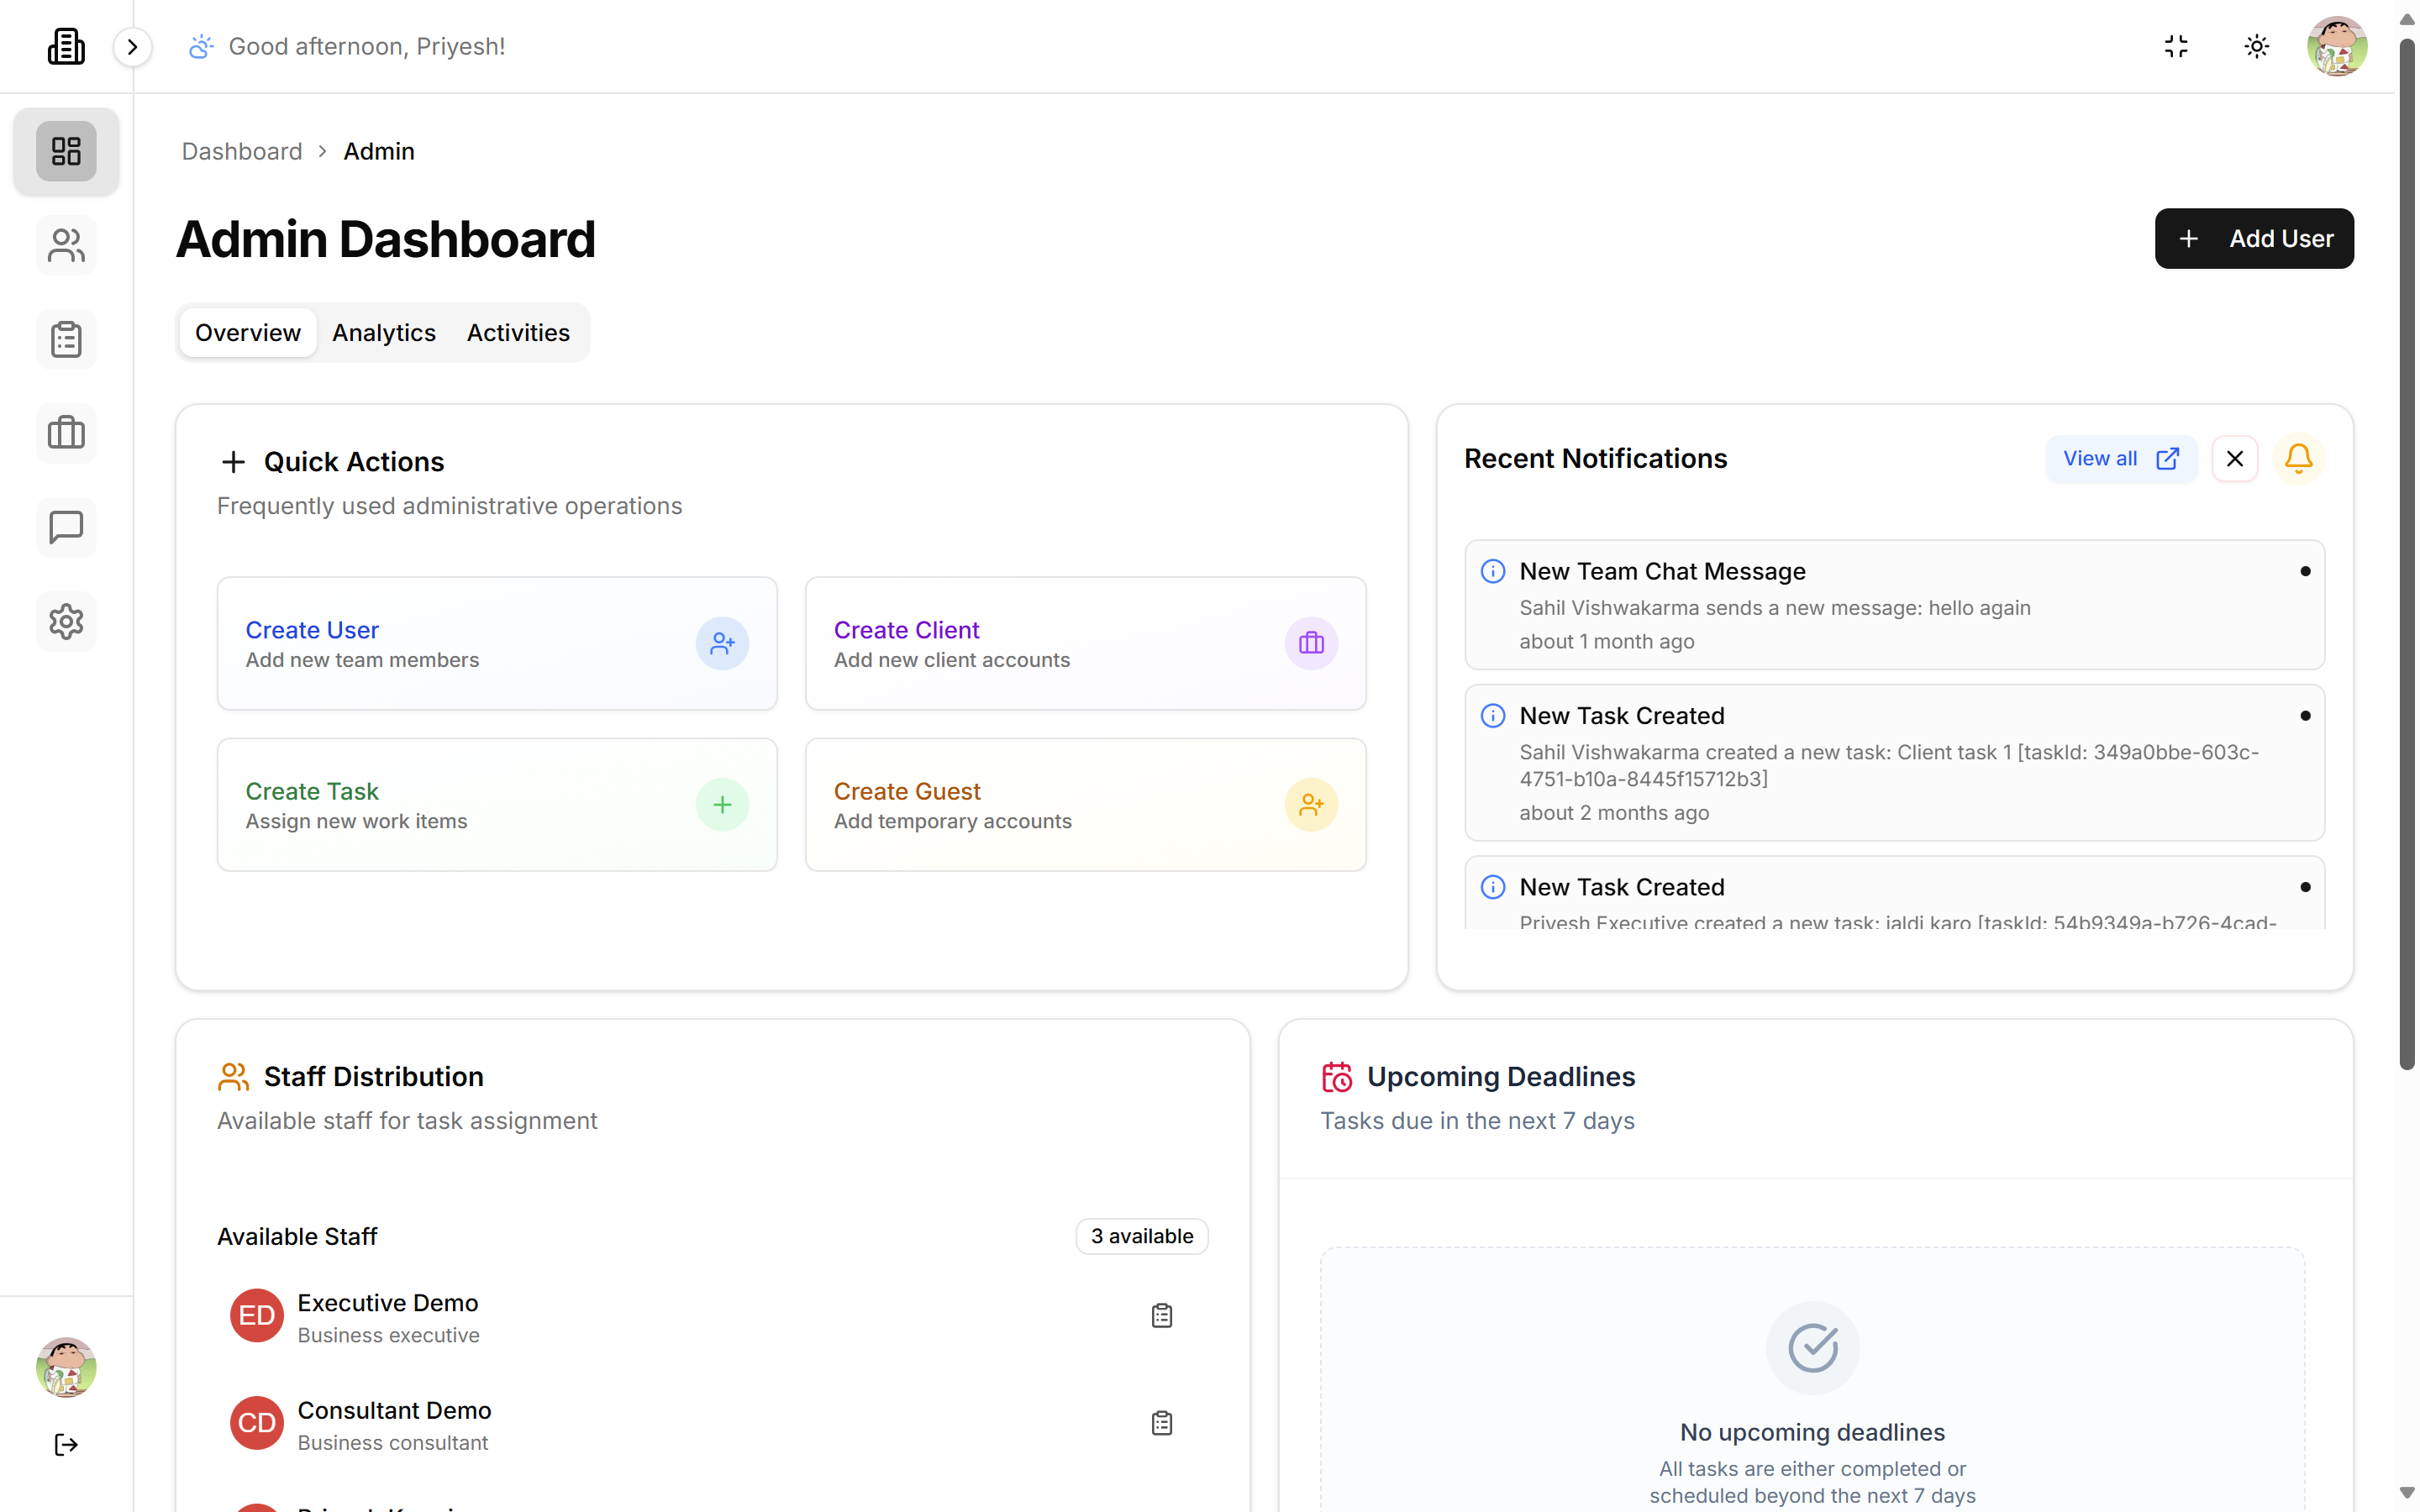 Good afternoon, Priyesh!
Dashboard
Admin
Admin Dashboard
Add User
Overview
Analytics
Activities
Quick Actions
Frequently used administrative operations
Create User
Add new team members
Create Client
Add new client accounts
Create Task
Assign new work items
Create Guest
Add temporary accounts
Recent Notifications
View all
New Team Chat Message
Sahil Vishwakarma sends a new message: hello again
about 1 month ago
New Task Created
Sahil Vishwakarma created a new task: Client task 1 [taskId: 349a0bbe-603c-
4751-b10a-8445f15712b3]
about 2 months ago
New Task Created
Priyesh Executive created a new task: jaldi karo [taskId: 54b9349a-b726-4cad-
Staff Distribution
Available staff for task assignment
Available Staff
3 available
ED
Executive Demo
Business executive
CD
Consultant Demo
Business consultant
Upcoming Deadlines
Tasks due in the next 7 days
No upcoming deadlines
All tasks are either completed or
scheduled beyond the next 7 days